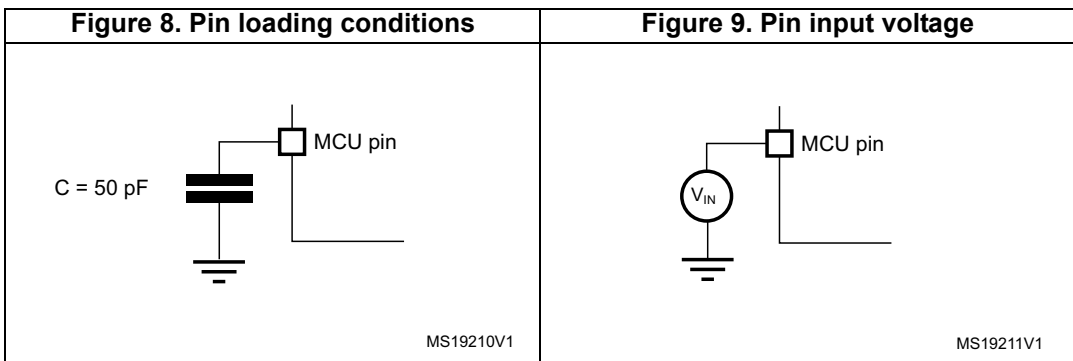 Figure 8. Pin loading conditions
Figure 9. Pin input voltage
MCU pin
C = 50 pF
MS19210V1
MCU pin
VIN
MS19211V1